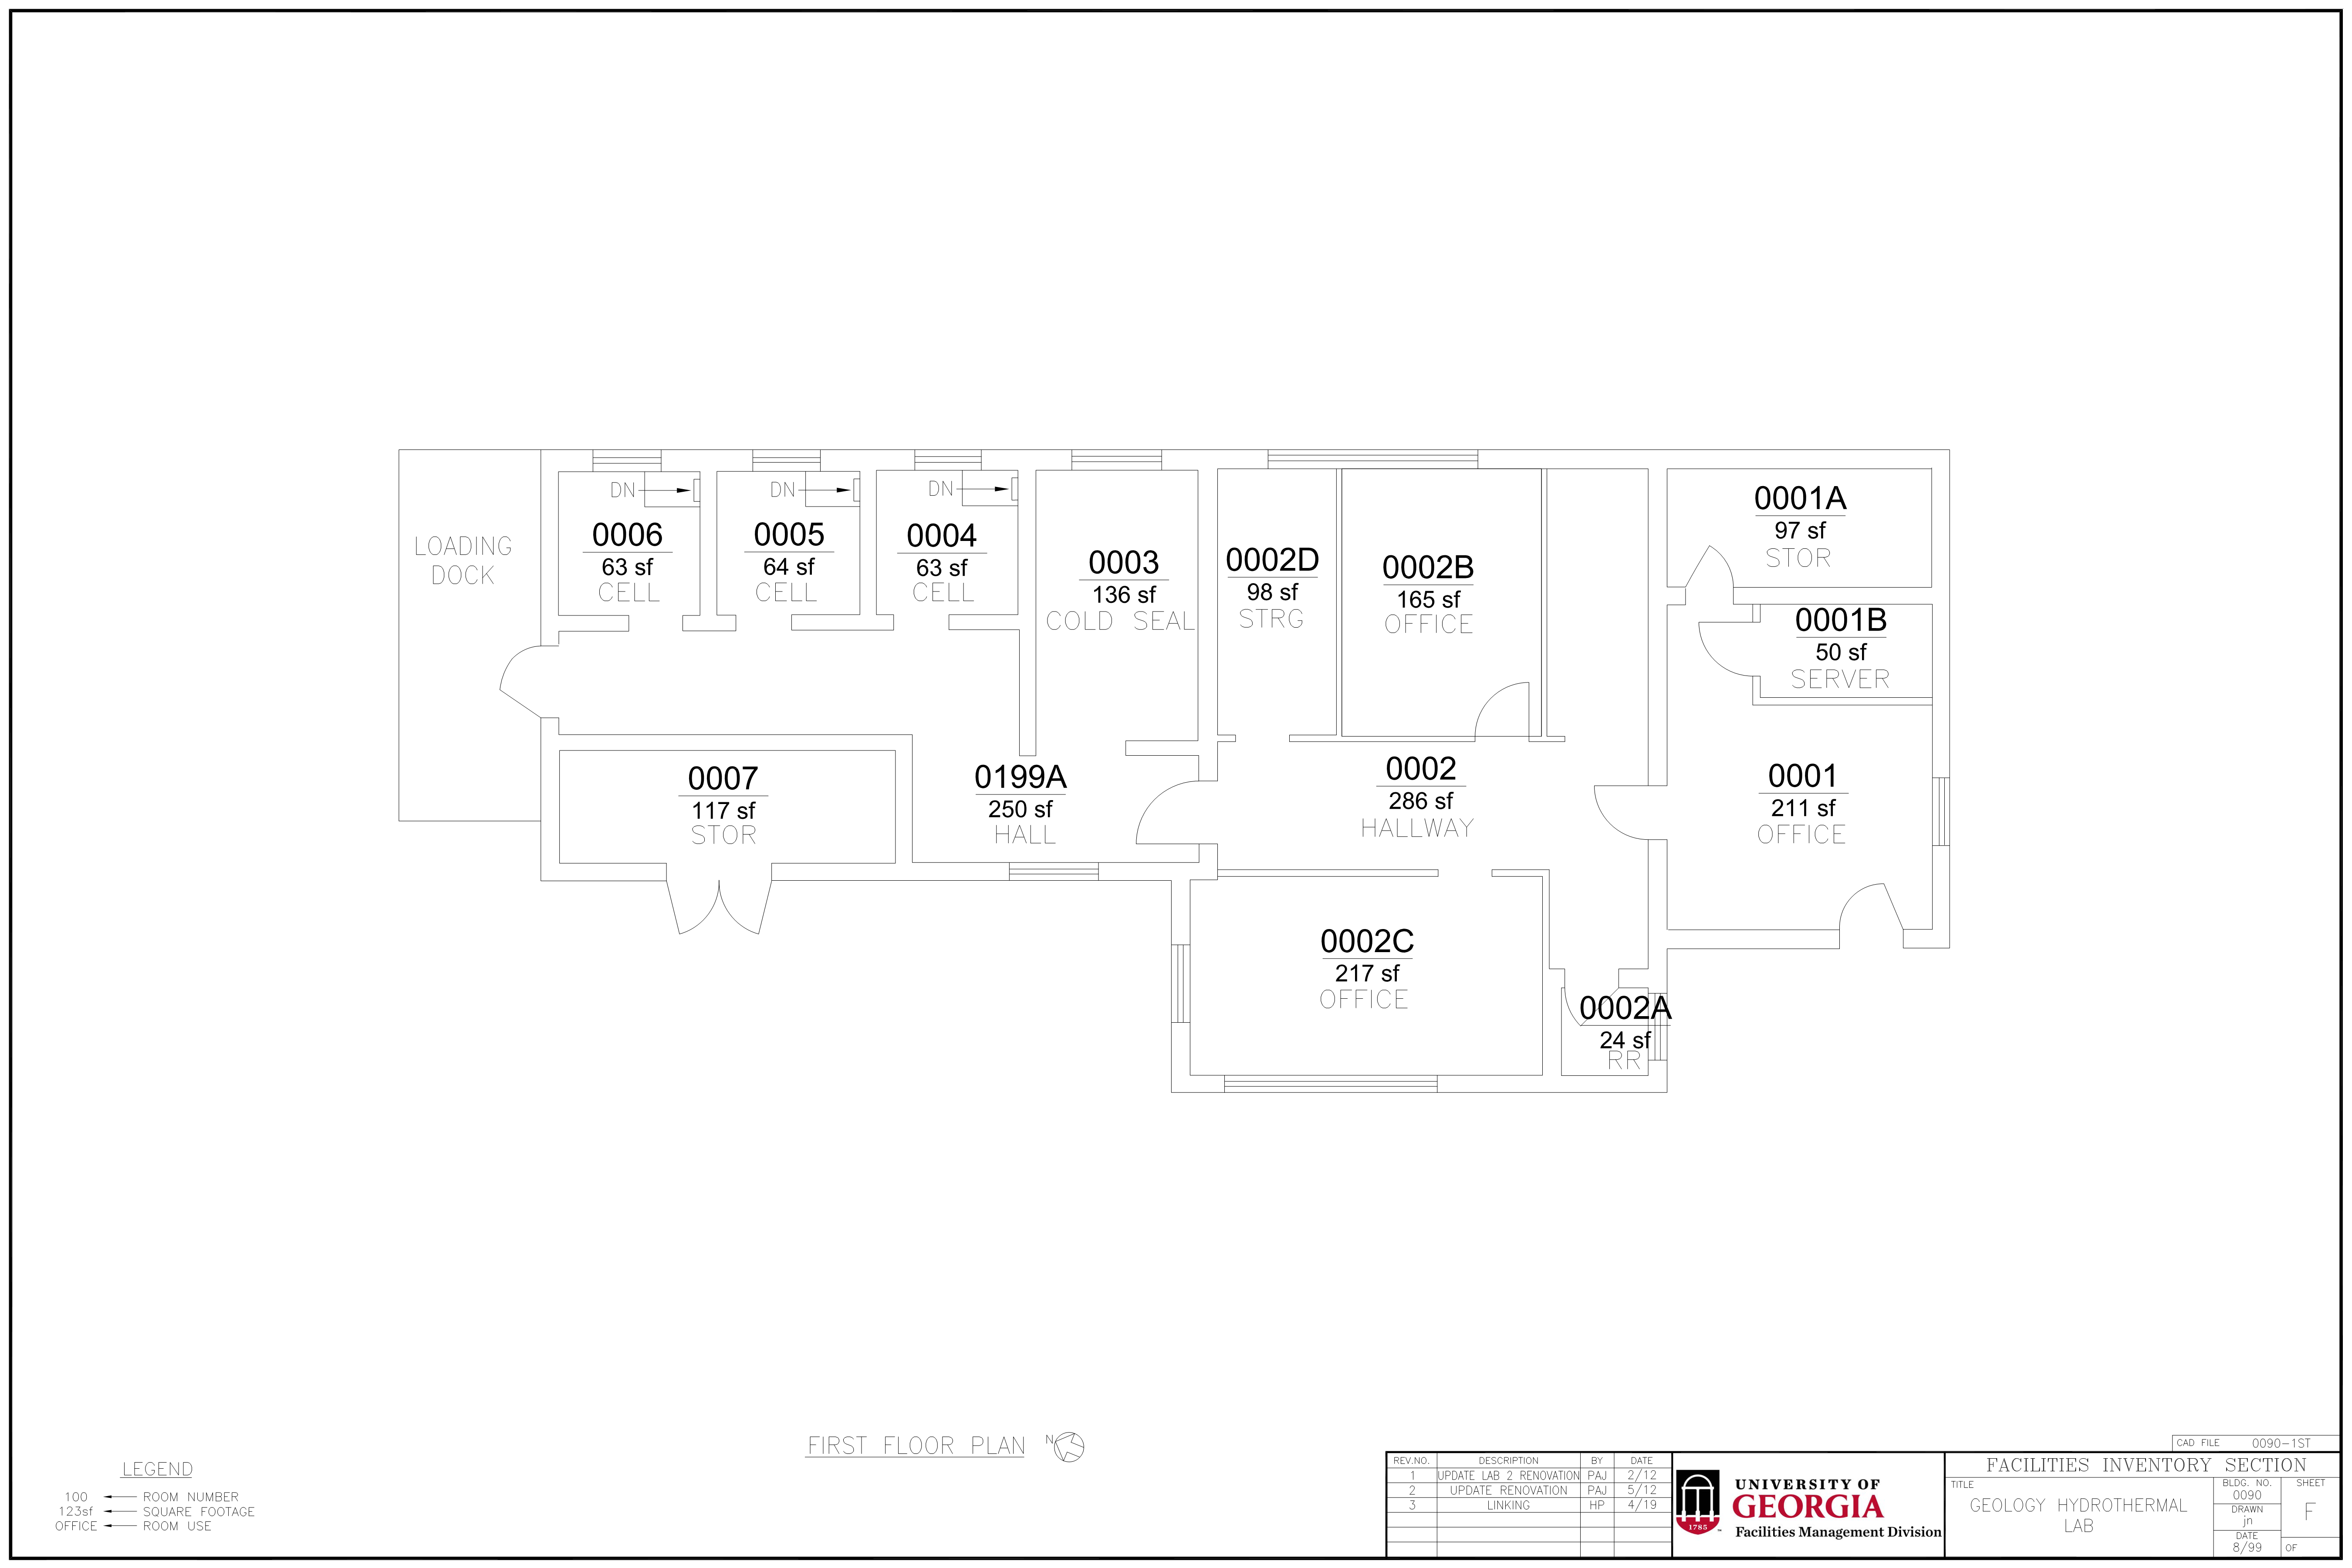 LOADING
DOCK
DN
0006
63 sf
CELL
DN
0005
64 sf
CELL
DN
0004
63 sf
CELL
0003
136 sf
COLD SEAL
0002D
98 sf
STRG
0002B
165 sf
OFFICE
0001A
97 sf
STOR
0001B
50 sf
SERVER
0007
117 sf
STOR
0199A
250 sf
HALL
0002
286 sf
HALLWAY
0001
211 sf
OFFICE
0002C
217 sf
OFFICE
0002A
24 sf
RR
FIRST FLOOR PLAN N
LEGEND
100 ROOM NUMBER
123sf SQUARE FOOTAGE
OFFICE ROOM USE
REV.NO. DESCRIPTION BY DATE
1 UPDATE LAB 2 RENOVATION PAJ 2/12
2 UPDATE RENOVATION PAJ 5/12
3 LINKING HP 4/19
1785
UNIVERSITY OF
GEORGIA
Facilities Management Division
CAD FILE 0090-1ST
FACILITIES INVENTORY SECTION
TITLE
GEOLOGY HYDROTHERMAL
LAB
BLDG. NO.
0090
DRAWN
jn
DATE
8/99
SHEET
F
OF